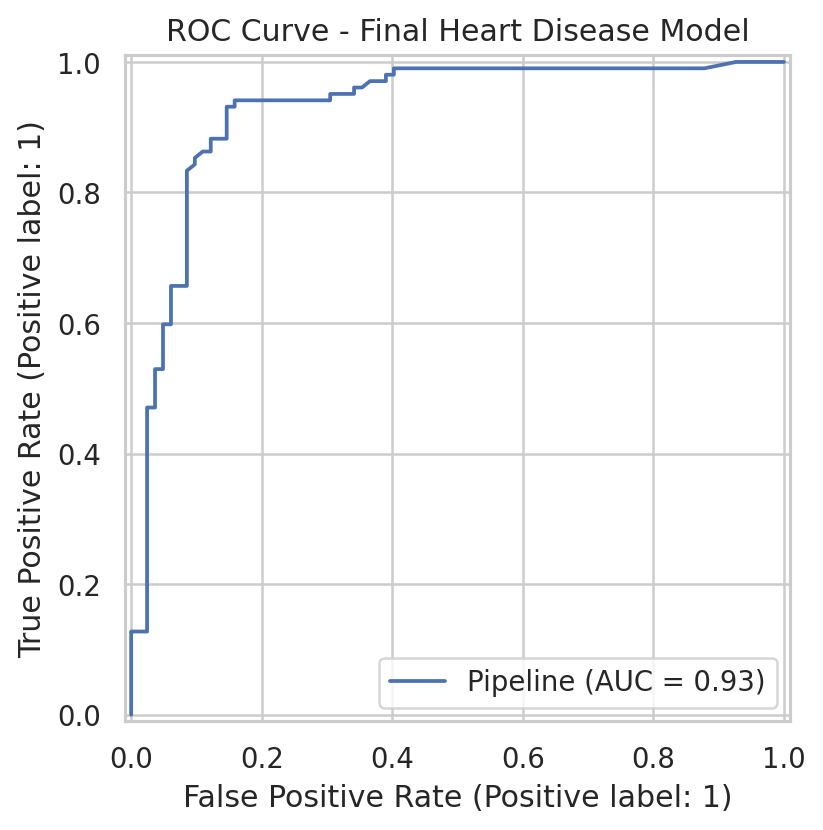 ROC Curve - Final Heart Disease Model
True Positive Rate (Positive label: 1)
1.0
0.8
0.6
0.4
0.2
0.0
Pipeline (AUC = 0.93)
0.0 0.2 0.4 0.6 0.8 1.0
False Positive Rate (Positive label: 1)